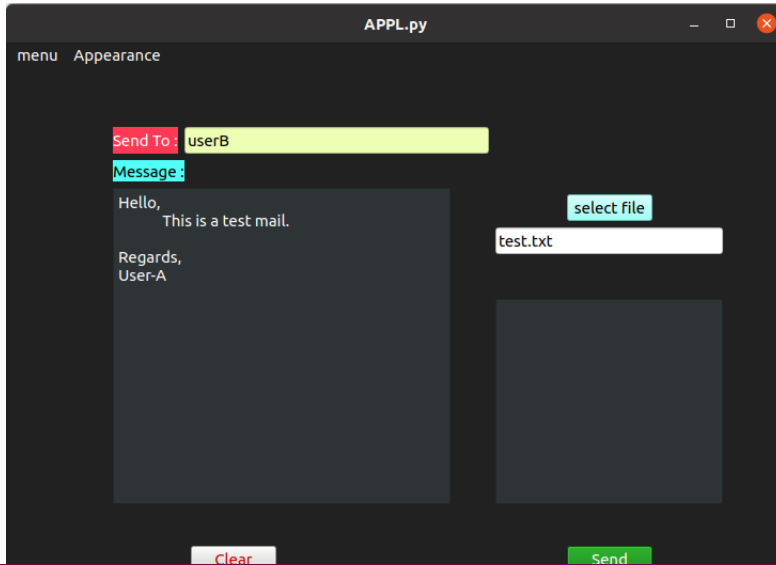 APPL.py
menu Appearance
Send To : userB
Message :
Hello,
This is a test mail.
Regards,
User-A
select file
test.txt
Clear
Send